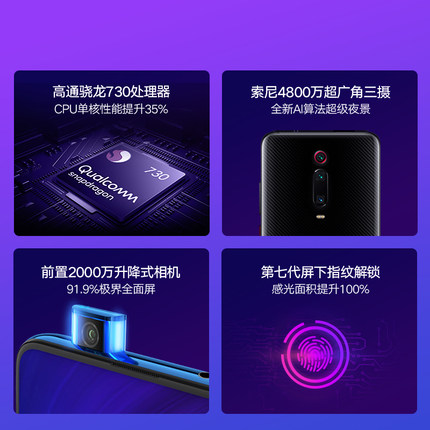 高通骁龙730处理器
CPU单核性能提升35%
Qualcomm
snapdragon
730
索尼4800万超广角三摄
全新AI算法超级夜景
前置2000万升降式相机
91.9%极界全面屏
第七代屏下指纹解锁
感光面积提升100%